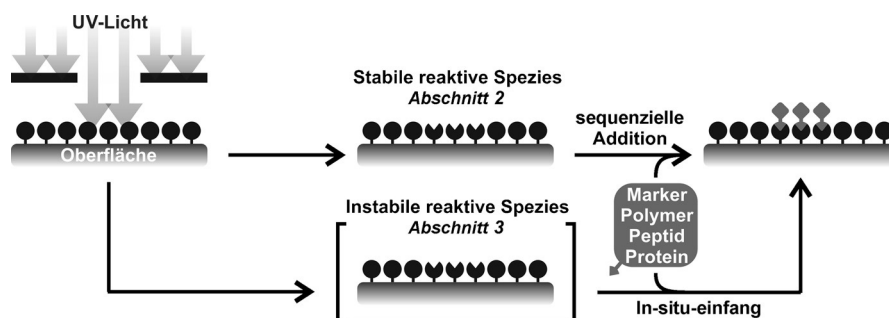 UV-Licht
Oberfläche
Stabile reaktive Spezies
Abschnitt 2
sequenzielle
Addition
Instabile reaktive Spezies
Abschnitt 3
Marker
Polymer
Peptid
Protein
In-situ-einfang